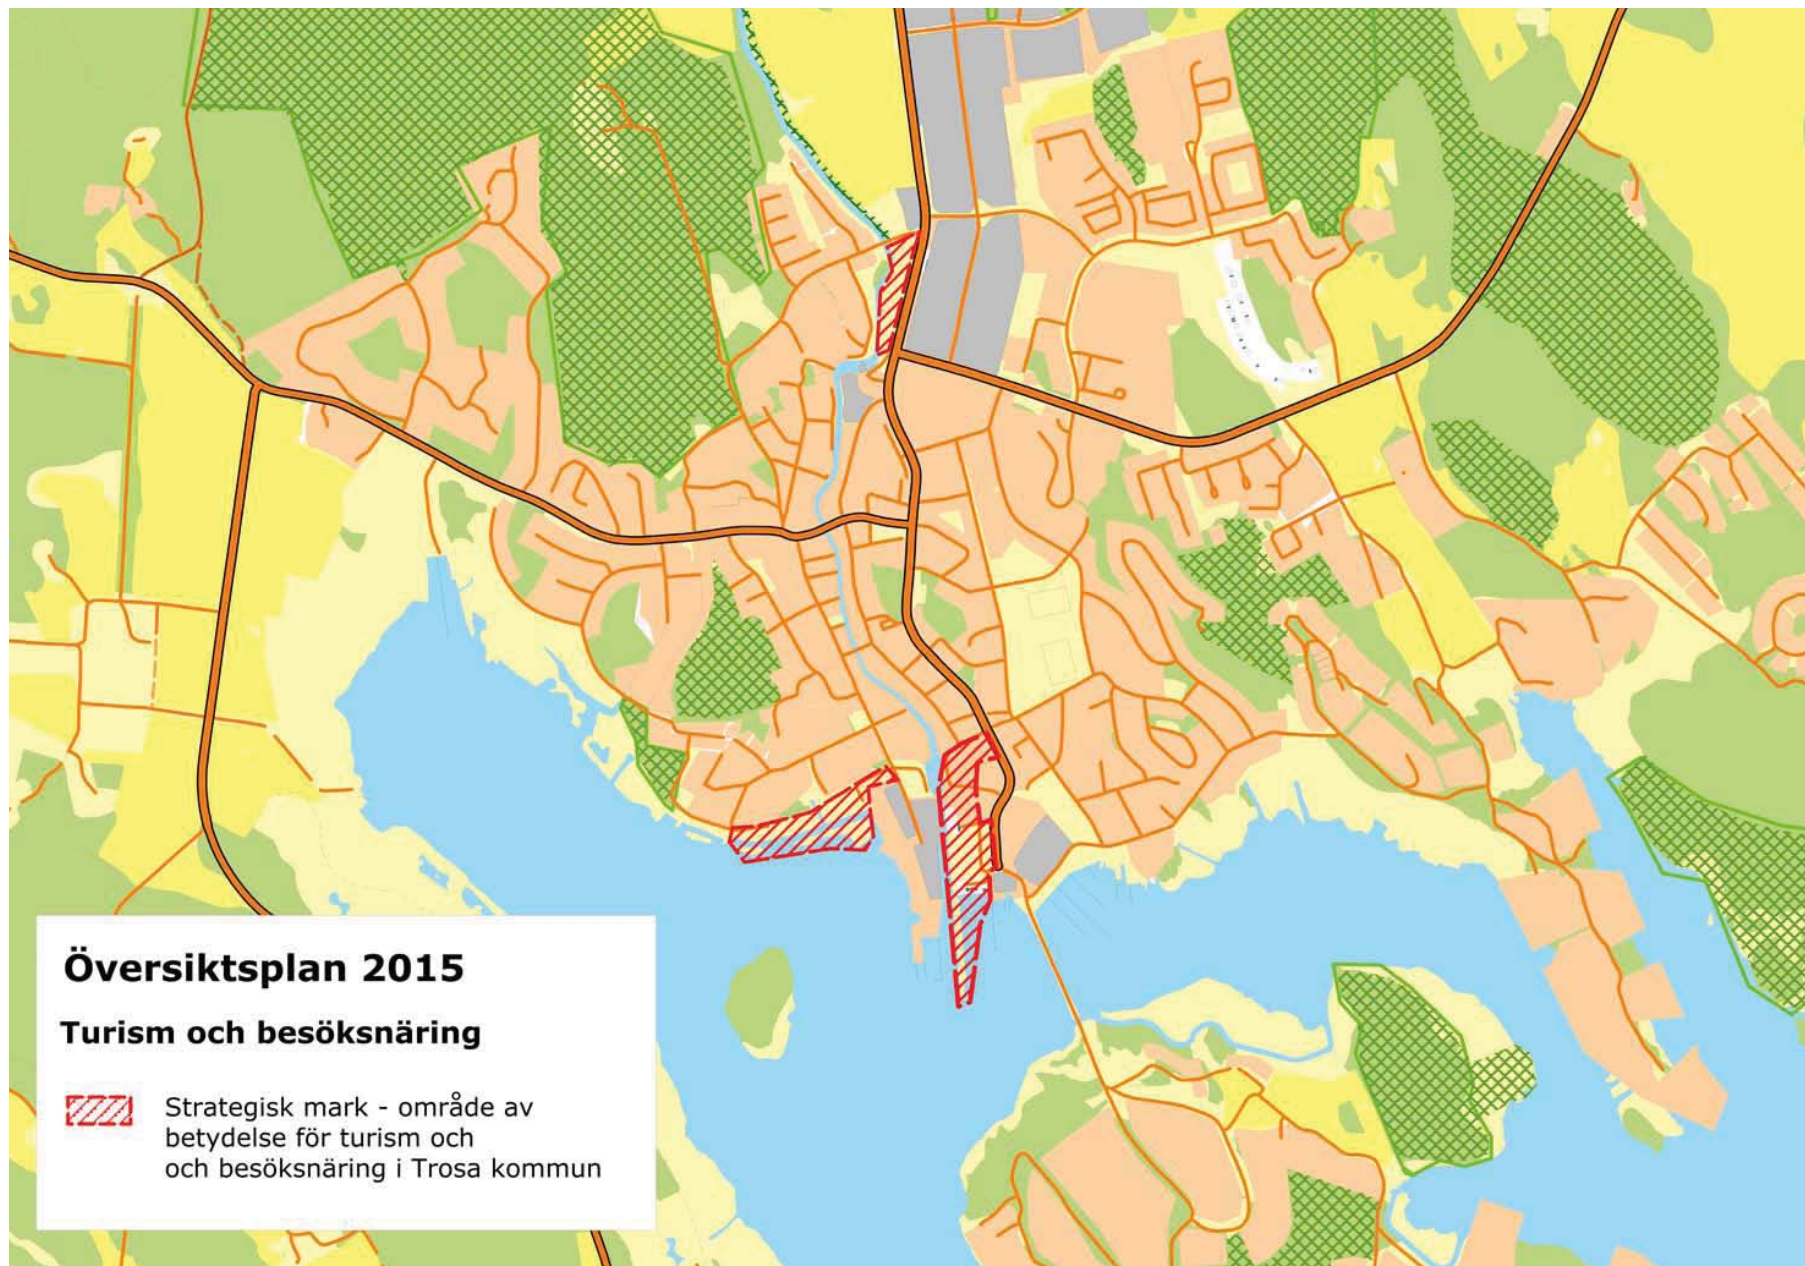 Översiktsplan 2015
Turism och besöksnäring
Strategisk mark - område av
betydelse för turism och
och besöksnäring i Trosa kommun